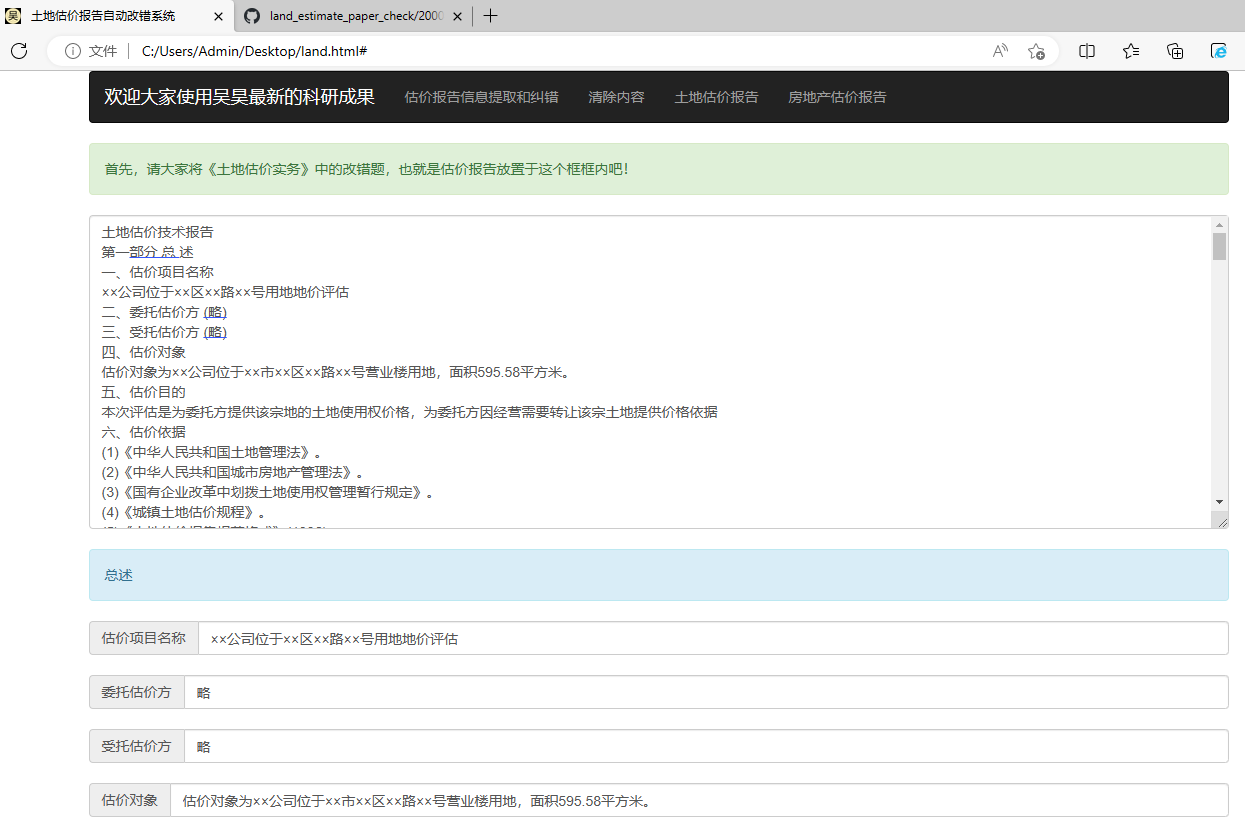 昊
土地估价报告自动改错系统
land_estimate_paper_check/2000
文件
C:/Users/Admin/Desktop/land.html#
欢迎大家使用吴昊最新的科研成果 估价报告信息提取和纠错 清除内容 土地估价报告 房地产估价报告
首先，请大家将《土地估价实务》中的改错题，也就是估价报告放置于这个框框内吧！
土地估价技术报告
第一部分 总 述
一、估价项目名称
××公司位于××区××路××号用地地价评估
二、委托估价方 (略)
三、受托估价方 (略)
四、估价对象
估价对象为××公司位于××市××区××路××号营业楼用地，面积595.58平方米。
五、估价目的
本次评估是为委托方提供该宗地的土地使用权价格，为委托方因经营需要转让该宗土地提供价格依据
六、估价依据
(1)《中华人民共和国土地管理法》。
(2)《中华人民共和国城市房地产管理法》。
(3)《国有企业改革中划拨土地使用权管理暂行规定》。
(4)《城镇土地估价规程》。
总述
估价项目名称 ××公司位于××区××路××号用地地价评估
委托估价方 略
受托估价方 略
估价对象 估价对象为××公司位于××市××区××路××号营业楼用地，面积595.58平方米。